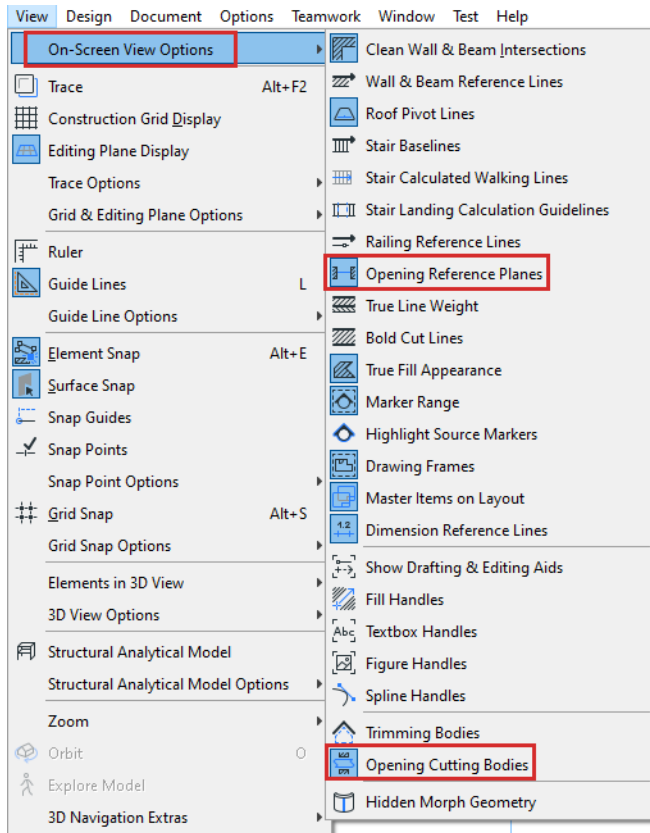 View Design Document Options Teamwork Window Test Help
On-Screen View Options
Trace Alt+F2
Construction Grid Display
Editing Plane Display
Trace Options
Grid & Editing Plane Options
Ruler
Guide Lines L
Guide Line Options
Element Snap Alt+E
Surface Snap
Snap Guides
Snap Points
Snap Point Options
Grid Snap Alt+S
Grid Snap Options
Elements in 3D View
3D View Options
Structural Analytical Model
Structural Analytical Model Options
Zoom
Orbit O
Explore Model
3D Navigation Extras
Clean Wall & Beam Intersections
Wall & Beam Reference Lines
Roof Pivot Lines
Stair Baselines
Stair Calculated Walking Lines
Stair Landing Calculation Guidelines
Railing Reference Lines
Opening Reference Planes
True Line Weight
Bold Cut Lines
True Fill Appearance
Marker Range
Highlight Source Markers
Drawing Frames
Master Items on Layout
1.2 Dimension Reference Lines
Show Drafting & Editing Aids
Fill Handles
Abc Textbox Handles
Figure Handles
Spline Handles
Trimming Bodies
Opening Cutting Bodies
Hidden Morph Geometry